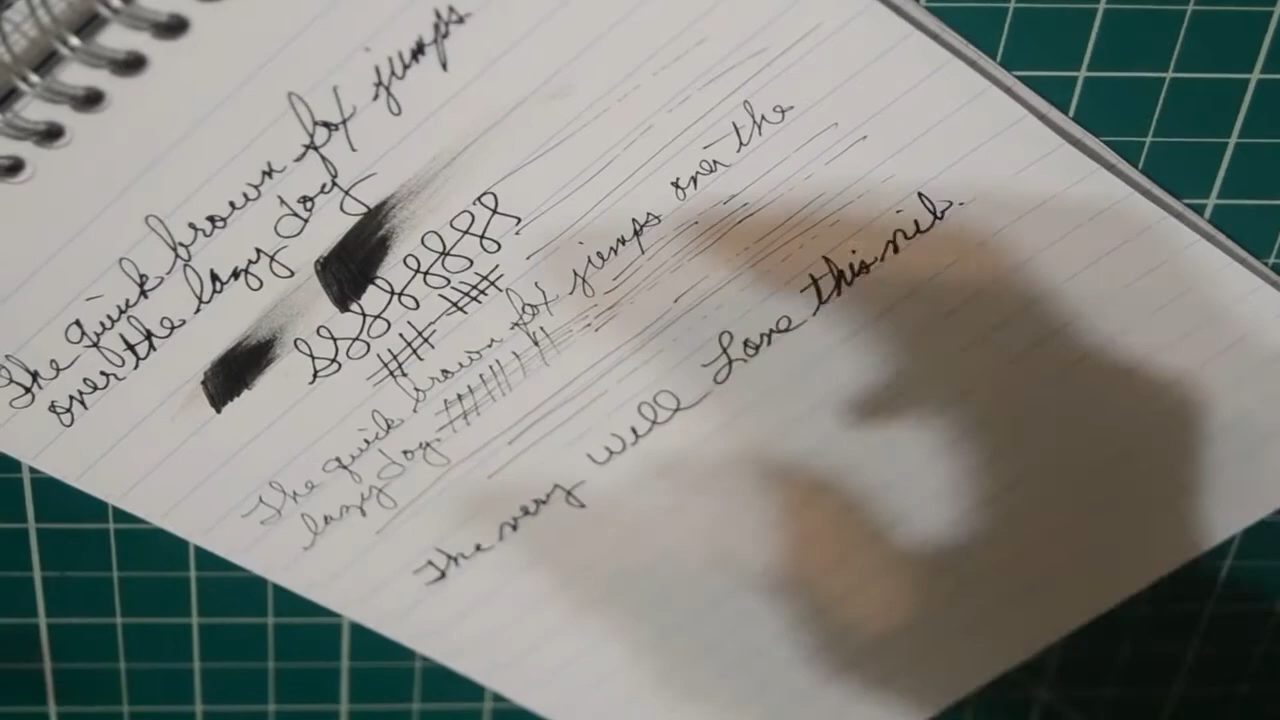 The quick brown fox jumps
over the lazy dog
The quick brown fox jumps over the
lazy dog.
The very well Love this nib.